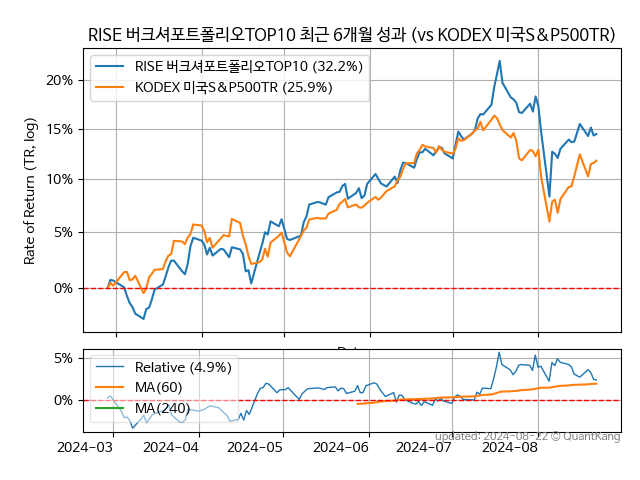 RISE 버크셔포트폴리오TOP10 최근 6개월 성과 (vs KODEX 미국S&P500TR)
Rate of Return (TR, log)
20%
15%
10%
5%
0%
RISE 버크셔포트폴리오TOP10 (32.2%)
KODEX 미국S&P500TR (25.9%)
5%
0%
Relative (4.9%)
MA(60)
MA(240)
2024-03
2024-04
2024-05
2024-06
2024-07
2024-08
updated: 2024-08-22 © QuantKang